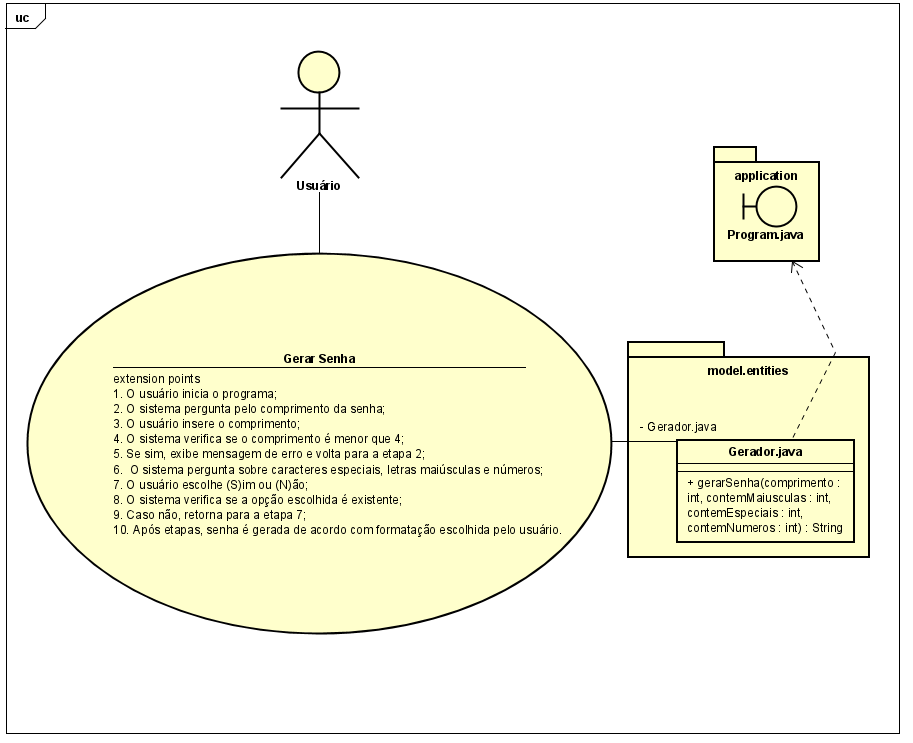 uc
Usuário
application
Program.java
Gerar Senha
extension points
1. O usuário inicia o programa;
2. O sistema pergunta pelo comprimento da senha;
3. O usuário insere o comprimento;
4. O sistema verifica se o comprimento é menor que 4;
5. Se sim, exibe mensagem de erro e volta para a etapa 2;
6.  O sistema pergunta sobre caracteres especiais, letras maiúsculas e números;
7. O usuário escolhe (S)im ou (N)ão;
8. O sistema verifica se a opção escolhida é existente;
9. Caso não, retorna para a etapa 7;
10. Após etapas, senha é gerada de acordo com formatação escolhida pelo usuário.
model.entities
- Gerador.java
Gerador.java
+ gerarSenha(comprimento :
int, contemMaiusculas : int,
contemEspeciais : int,
contemNumeros : int) : String